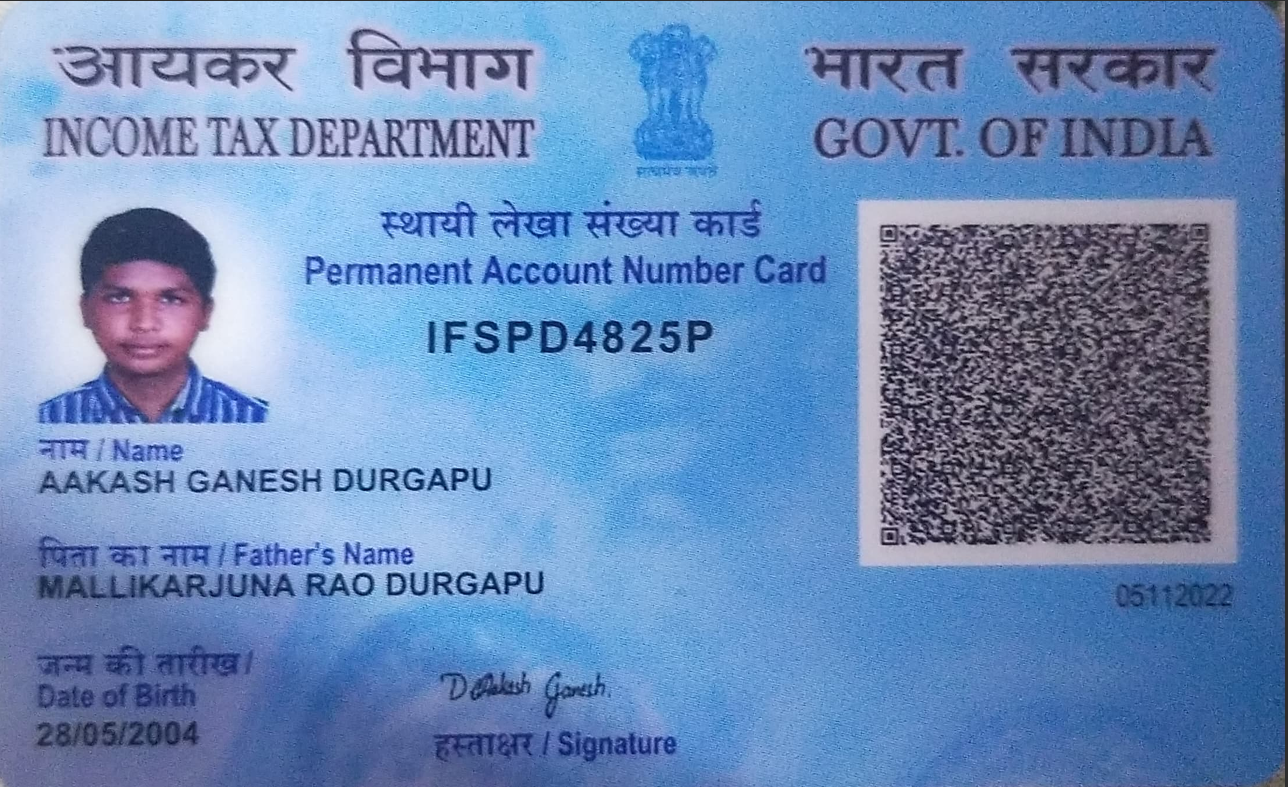 आयकर विभाग
INCOME TAX DEPARTMENT
सत्यमेव जयते
भारत सरकार
GOVT. OF INDIA
स्थायी लेखा संख्या कार्ड
Permanent Account Number Card
IFSPD4825P
नाम / Name
AAKASH GANESH DURGAPU
पिता का नाम / Father's Name
MALLIKARJUNA RAO DURGAPU
05112022
जन्म की तारीख/
Date of Birth
28/05/2004
D Aakash Ganesh.
हस्ताक्षर / Signature